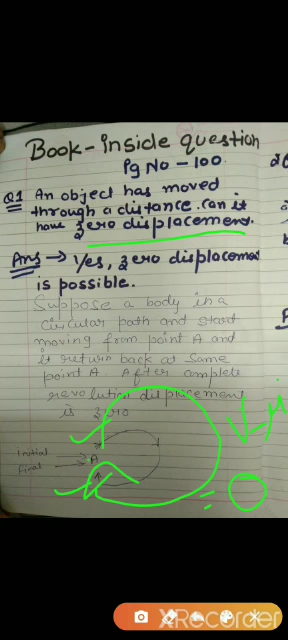 Book-inside question
Pg No - 100.
Q1 An object has moved
through a distance. can it
have zero displacement.
Ans → Yes, zero displacemen
is possible.
Suppose a body in a
circular path and start
moving from point A and
it return back at same
point A After complete
revolution displacement
is zero
Initial
final
A
= 0
XRecorder